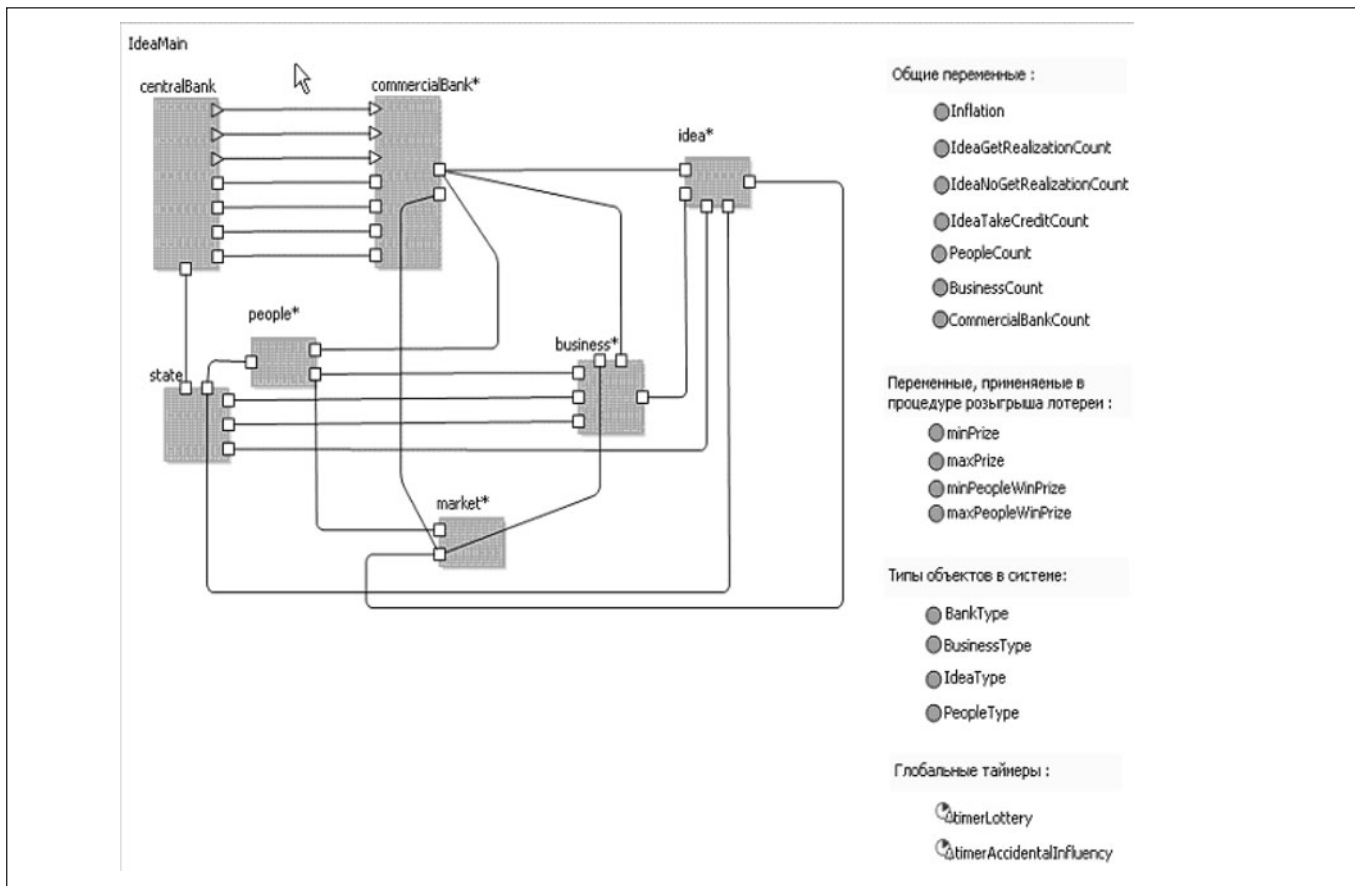 IdeaMain
centralBank
commercialBank*
idea*
people*
business*
state
market*
Общие переменные :
Inflation
IdeaGetRealizationCount
IdeaNoGetRealizationCount
IdeaTakeCreditCount
PeopleCount
BusinessCount
CommercialBankCount
Переменные, применяемые в
процедуре розыгрыша лотереи :
minPrize
maxPrize
minPeopleWinPrize
maxPeopleWinPrize
Типы объектов в системе:
BankType
BusinessType
IdeaType
PeopleType
Глобальные таймеры :
timerLottery
timerAccidentalInfluency